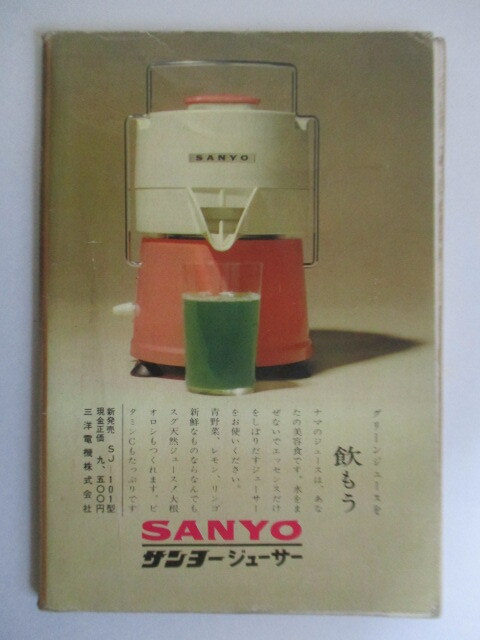 SANYO
グリーンジュースを
飲もう
ナマのジュースは、あな
たの美容食です。水をま
ぜないでエッセンスだけ
をしぼりだすジューサー
をお使いください。
青野菜、レモン、リンゴ
新鮮なものならなんでも
スグ天然ジュース!大根
オロシもつくれます。ビ
タミンCもたっぷりです
新発売 SJ-101型
現金正価 九、五〇〇円
三洋電機株式会社
SANYO
サンヨージューサー